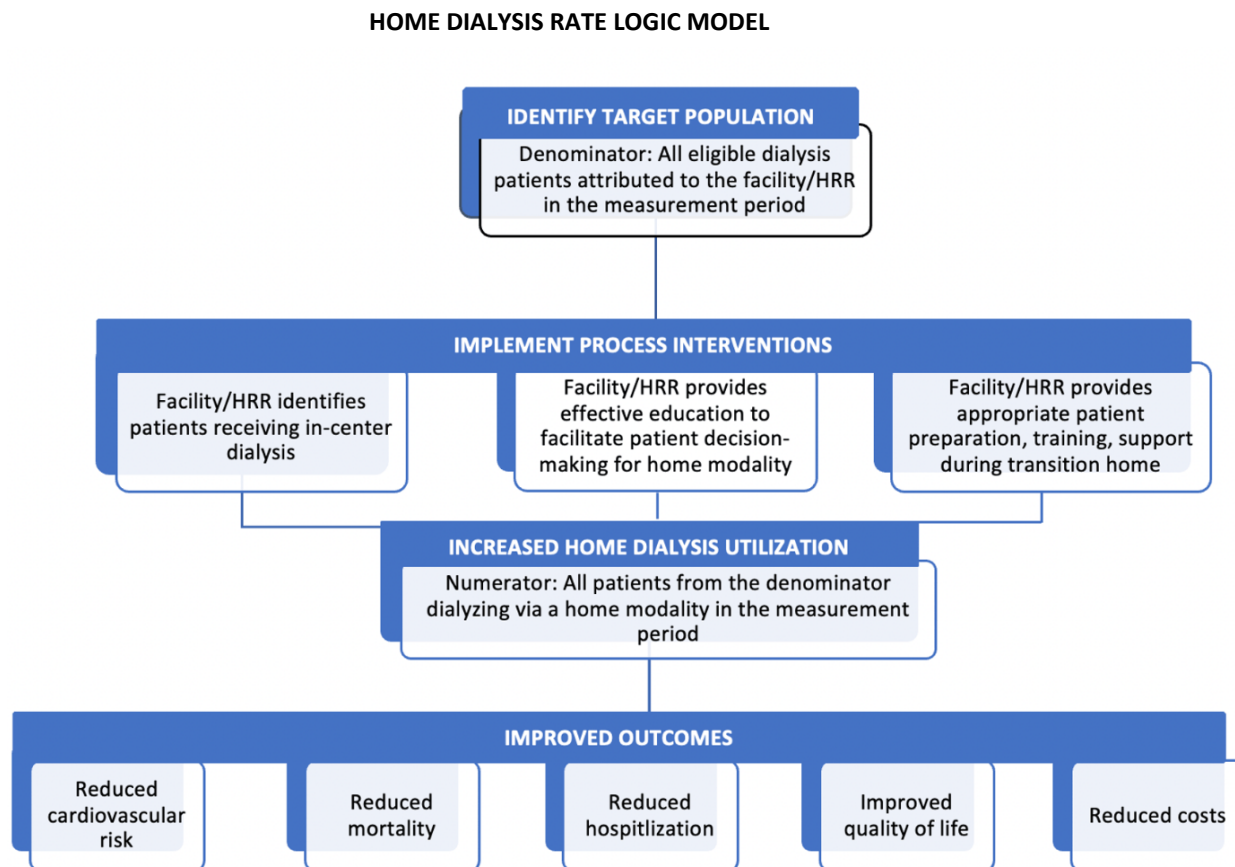 HOME DIALYSIS RATE LOGIC MODEL
IDENTIFY TARGET POPULATION
Denominator: All eligible dialysis
patients attributed to the facility/HRR
in the measurement period
IMPLEMENT PROCESS INTERVENTIONS
Facility/HRR identifies
patients receiving in-center
dialysis
Facility/HRR provides
effective education to
facilitate patient decision-
making for home modality
Facility/HRR provides
appropriate patient
preparation, training, support
during transition home
INCREASED HOME DIALYSIS UTILIZATION
Numerator: All patients from the denominator
dialyzing via a home modality in the measurement
period
IMPROVED OUTCOMES
Reduced
cardiovascular
risk
Reduced
mortality
Reduced
hospitlization
Improved
quality of life
Reduced costs